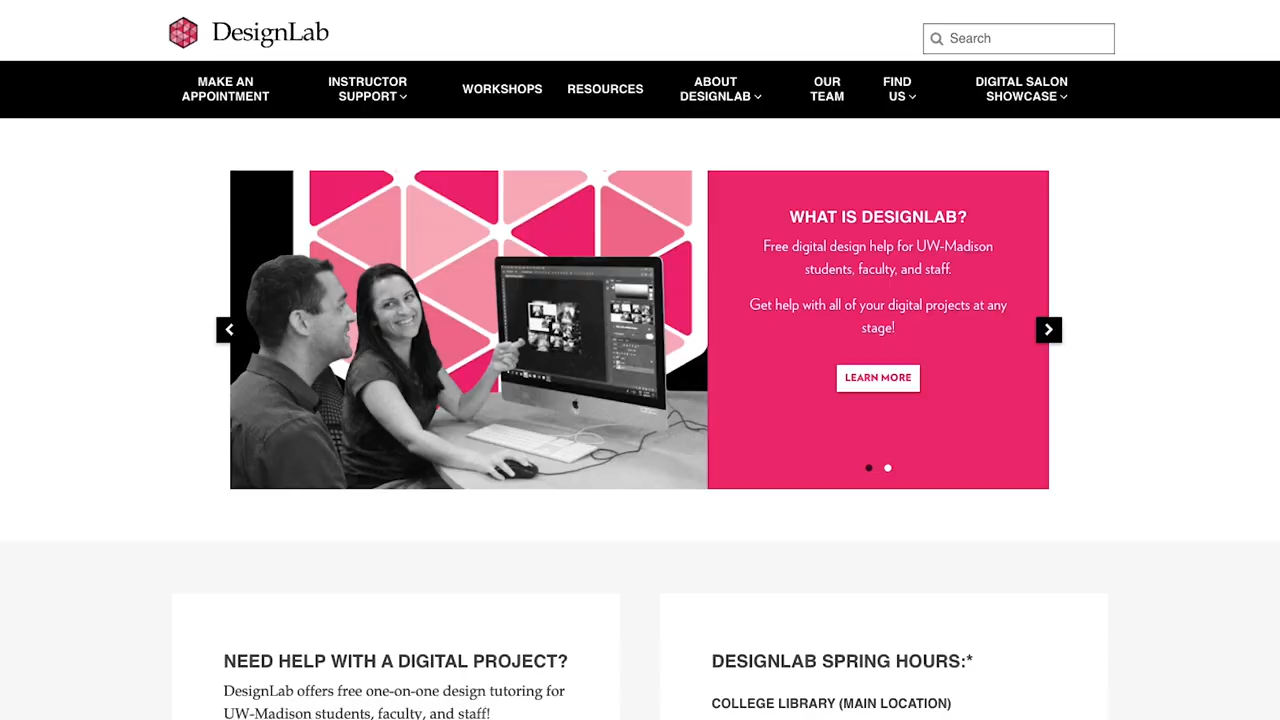 DesignLab
Search
MAKE AN
APPOINTMENT
INSTRUCTOR
SUPPORT
WORKSHOPS
RESOURCES
ABOUT
DESIGNLAB
OUR
TEAM
FIND
US
DIGITAL SALON
SHOWCASE
WHAT IS DESIGNLAB?
Free digital design help for UW-Madison
students, faculty, and staff.
Get help with all of your digital projects at any
stage!
LEARN MORE
NEED HELP WITH A DIGITAL PROJECT?
DesignLab offers free one-on-one design tutoring for
UW-Madison students, faculty, and staff!
DESIGNLAB SPRING HOURS:*
COLLEGE LIBRARY (MAIN LOCATION)